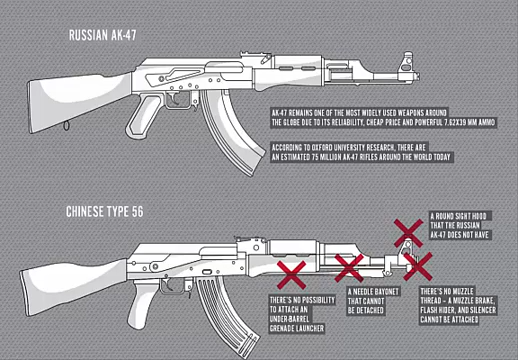 RUSSIAN AK-47
AK-47 REMAINS ONE OF THE MOST WIDELY USED WEAPONS AROUND
THE GLOBE DUE TO ITS RELIABILITY, CHEAP PRICE AND POWERFUL 7.62X39 MM AMMO
ACCORDING TO OXFORD UNIVERSITY RESEARCH, THERE ARE
AN ESTIMATED 75 MILLION AK-47 RIFLES AROUND THE WORLD TODAY
CHINESE TYPE 56
A ROUND SIGHT HOOD
THAT THE RUSSIAN
AK-47 DOES NOT HAVE
THERE'S NO POSSIBILITY
TO ATTACH AN
UNDER-BARREL
GRENADE LAUNCHER
A NEEDLE BAYONET
THAT CANNOT
BE DETACHED
THERE'S NO MUZZLE
THREAD – A MUZZLE BRAKE,
FLASH HIDER, AND SILENCER
CANNOT BE ATTACHED